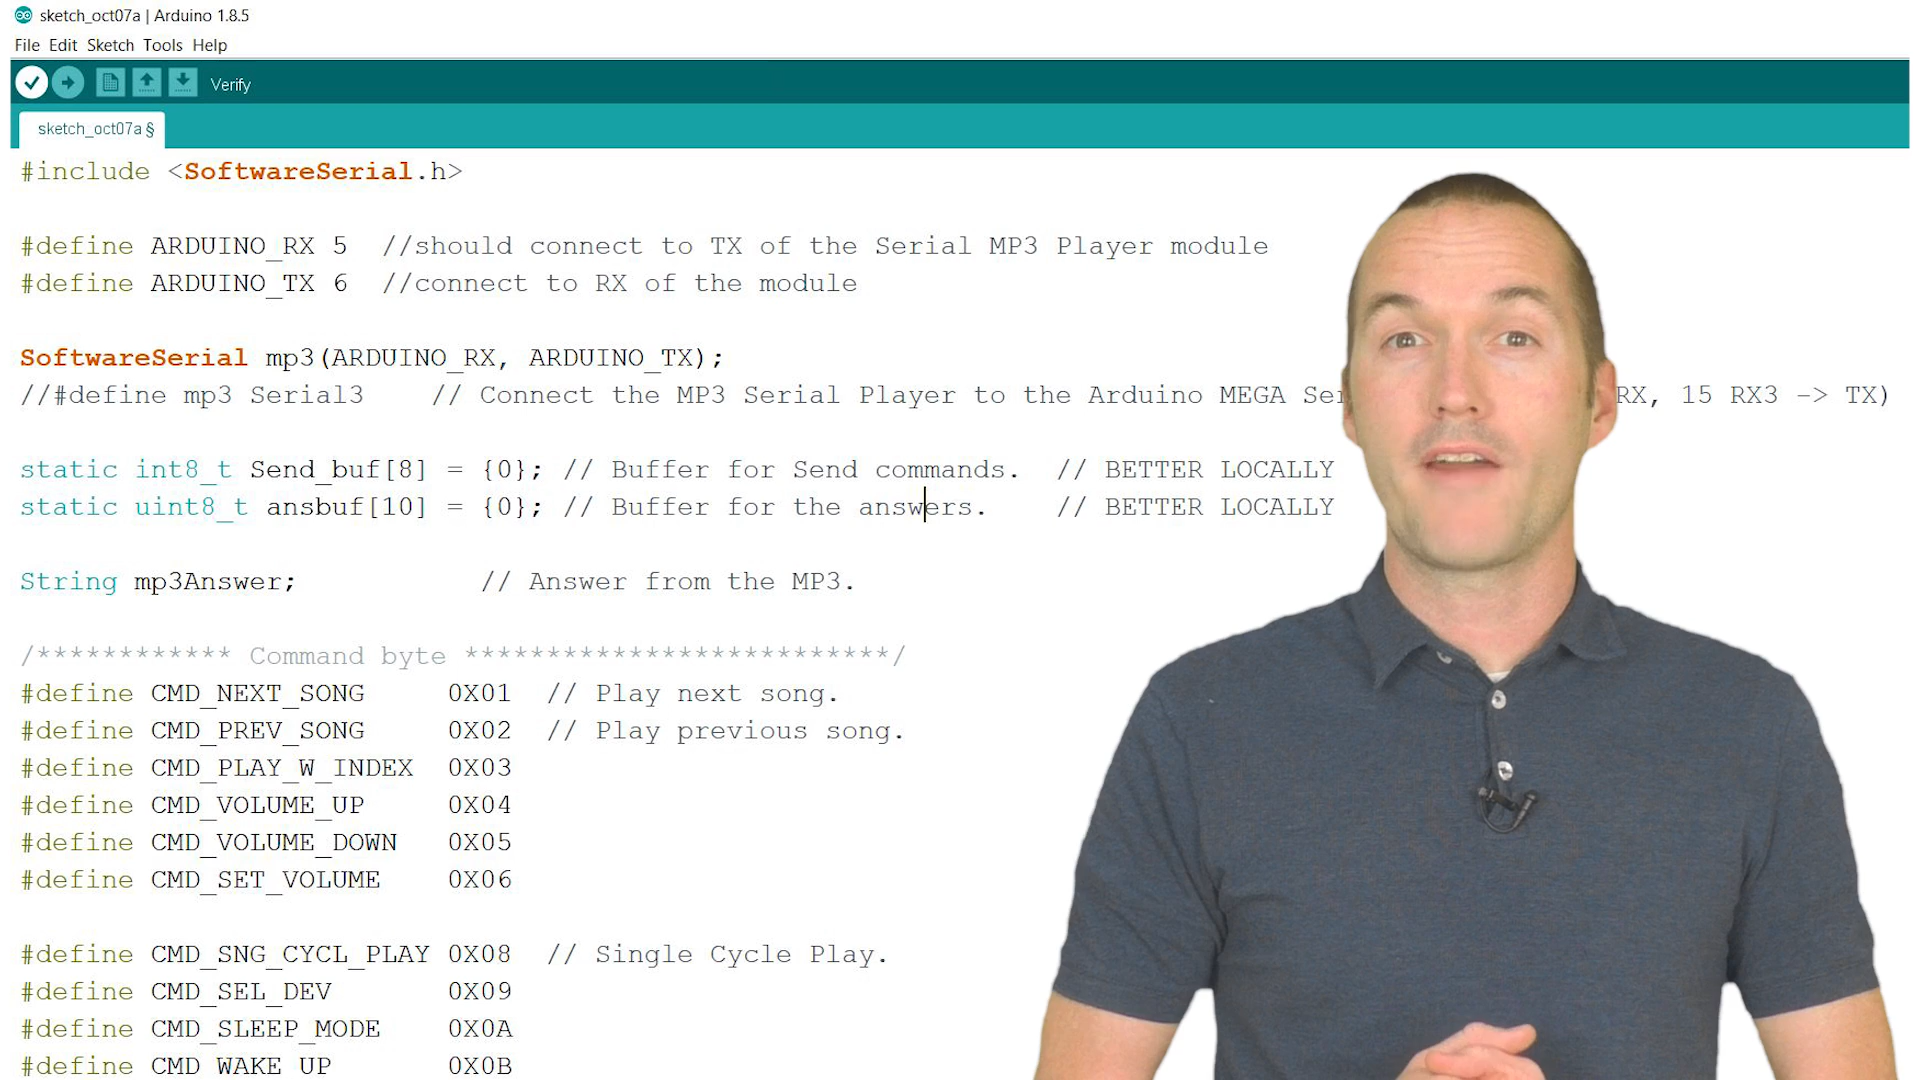 sketch_oct07a | Arduino 1.8.5
File Edit Sketch Tools Help
Verify
sketch_oct07a §
#include <SoftwareSerial.h>
#define ARDUINO_RX 5 //should connect to TX of the Serial MP3 Player module
#define ARDUINO_TX 6 //connect to RX of the module
SoftwareSerial mp3(ARDUINO_RX, ARDUINO_TX);
//#define mp3 Serial3 // Connect the MP3 Serial Player to the Arduino MEGA RX, 15 RX3 -> TX)
static int8_t Send_buf[8] = {0}; // Buffer for Send commands. // BETTER LOCALLY
static uint8_t ansbuf[10] = {0}; // Buffer for the answers. // BETTER LOCALLY
String mp3Answer; // Answer from the MP3.
/************ Command byte **************************/
#define CMD_NEXT_SONG 0X01 // Play next song.
#define CMD_PREV_SONG 0X02 // Play previous song.
#define CMD_PLAY_W_INDEX 0X03
#define CMD_VOLUME_UP 0X04
#define CMD_VOLUME_DOWN 0X05
#define CMD_SET_VOLUME 0X06
#define CMD_SNG_CYCL_PLAY 0X08 // Single Cycle Play.
#define CMD_SEL_DEV 0X09
#define CMD_SLEEP_MODE 0X0A
#define CMD_WAKE_UP 0X0B